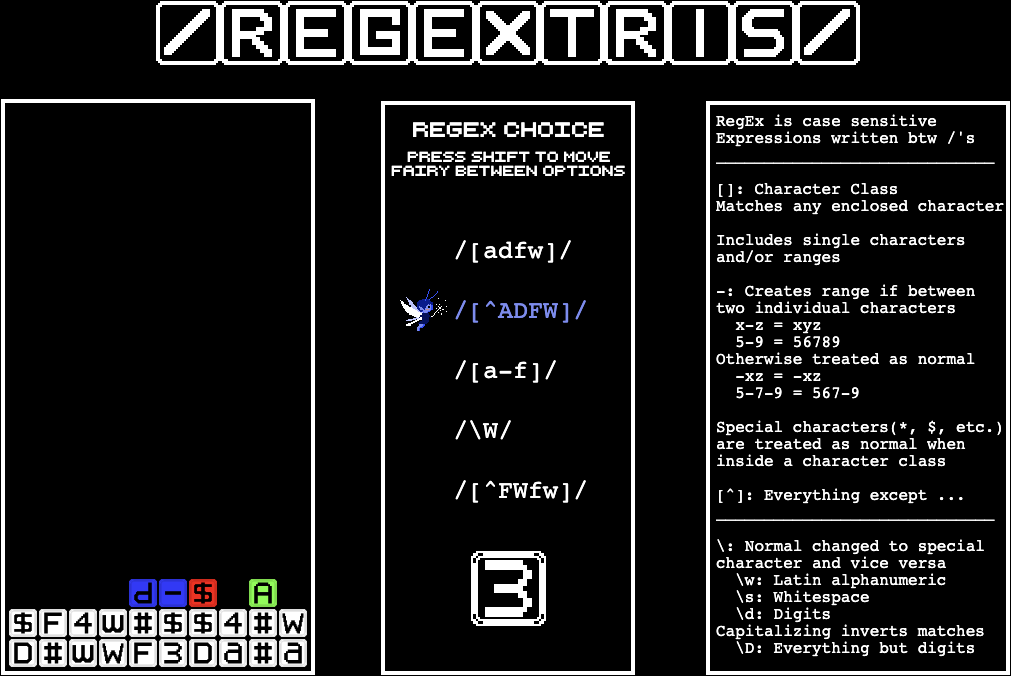 /REGEXTRIS/
REGEX CHOICE
PRESS SHIFT TO MOVE
FAIRY BETWEEN OPTIONS
/[adfw]/
/[^ADFW]/
/[a-f]/
/\W/
/[^FWfw]/
3
d-$ A
$F4w#$$4#W
D#wWF3Da#a
RegEx is case sensitive
Expressions written btw /'s
[]: Character Class
Matches any enclosed character
Includes single characters
and/or ranges
-: Creates range if between
two individual characters
x-z = xyz
5-9 = 56789
Otherwise treated as normal
-xz = -xz
5-7-9 = 567-9
Special characters(*, $, etc.)
are treated as normal when
inside a character class
[^]: Everything except ...
\: Normal changed to special
character and vice versa
\w: Latin alphanumeric
\s: Whitespace
\d: Digits
Capitalizing inverts matches
\D: Everything but digits